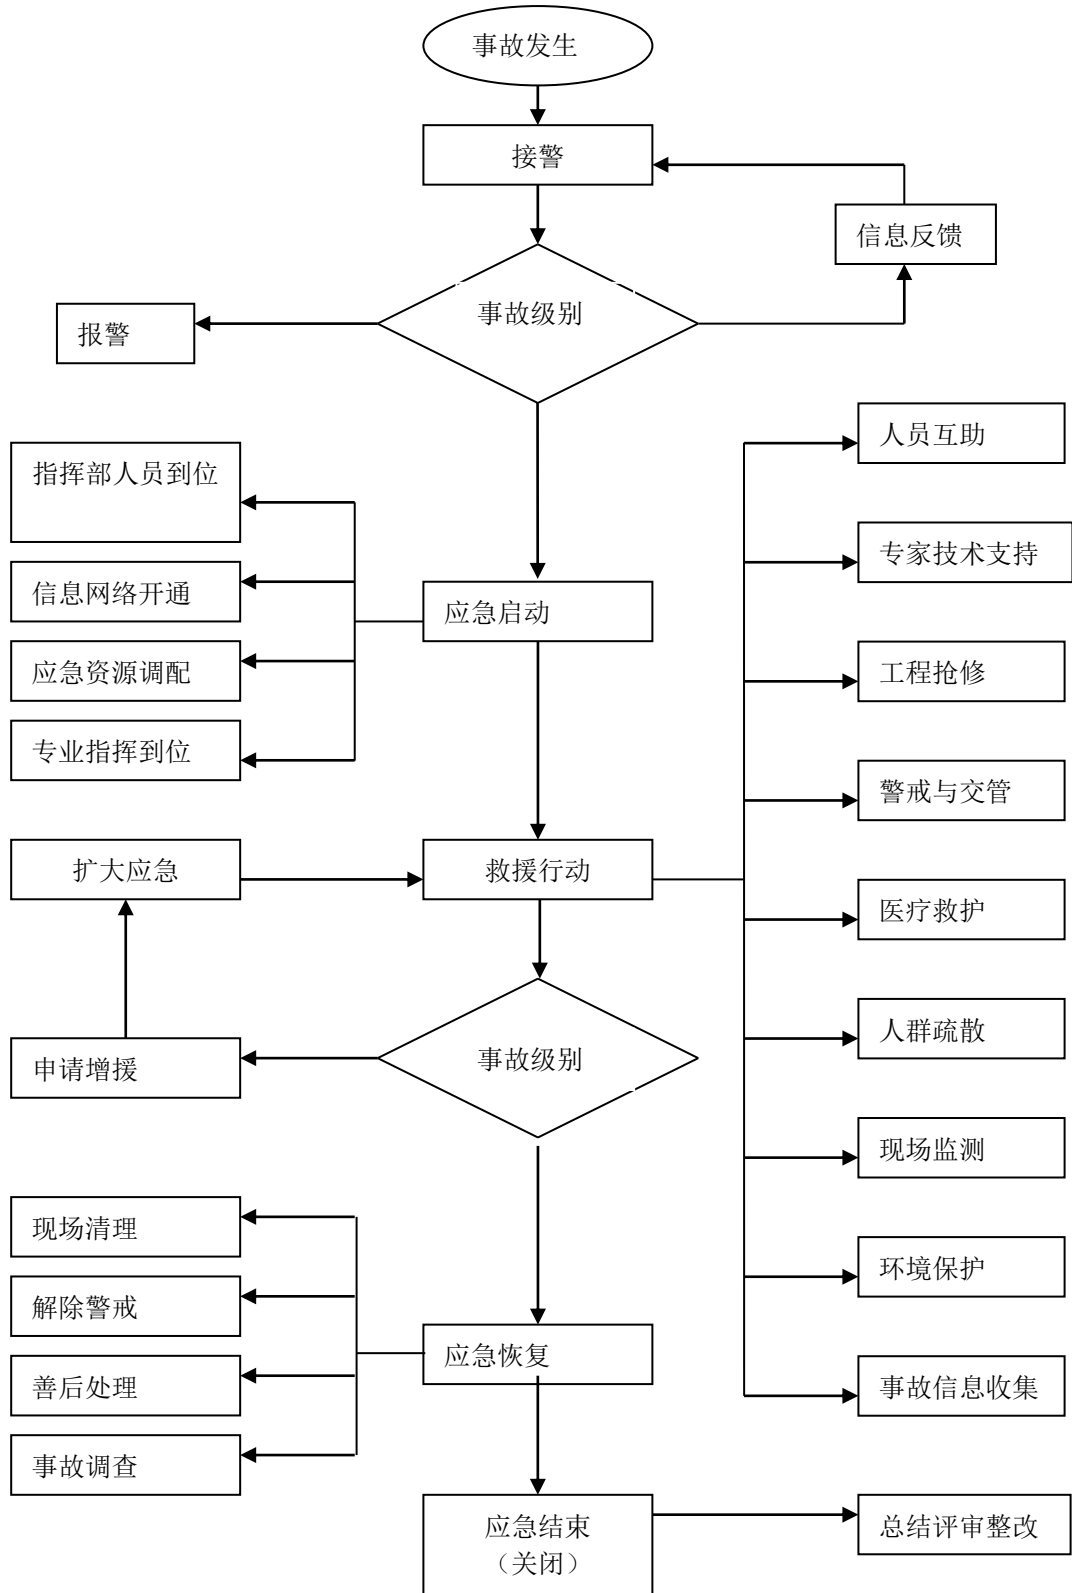 事故发生
接警
信息反馈
事故级别
报警
人员互助
指挥部人员到位
专家技术支持
信息网络开通
应急启动
应急资源调配
工程抢修
专业指挥到位
警戒与交管
扩大应急
救援行动
医疗救护
人群疏散
申请增援
事故级别
现场监测
现场清理
环境保护
解除警戒
应急恢复
善后处理
事故信息收集
事故调查
应急结束
（关闭）
总结评审整改